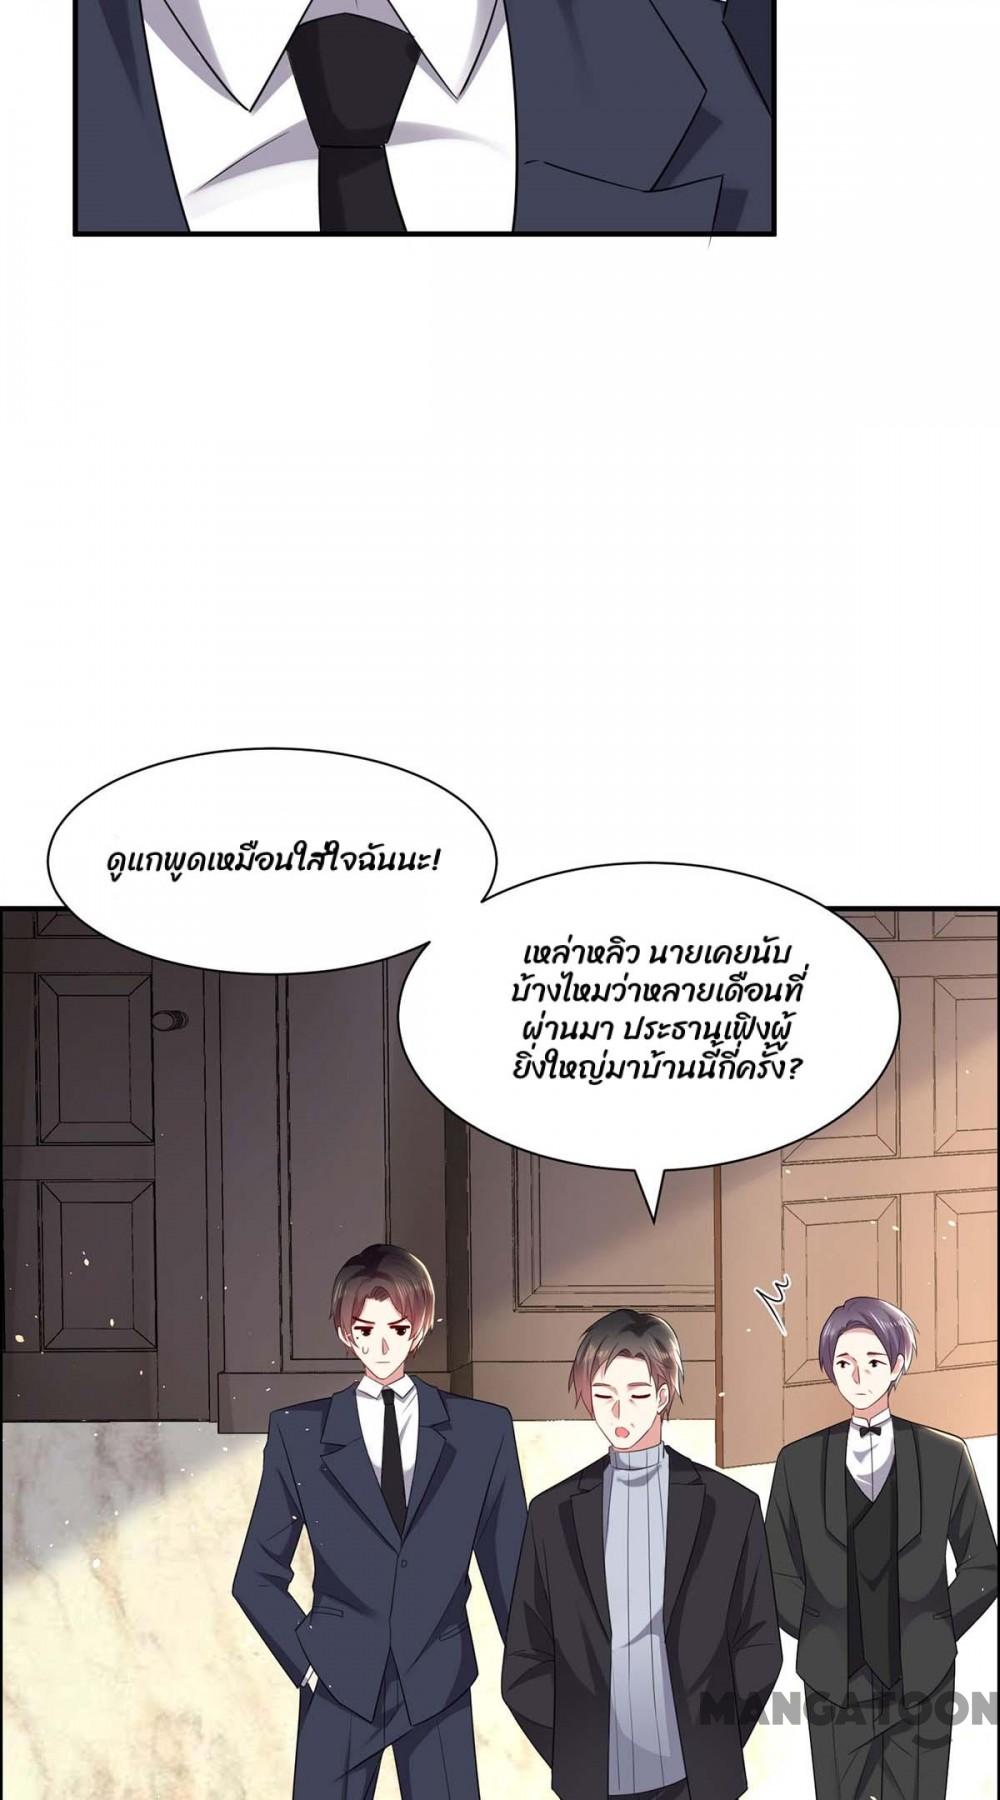 ดูแกพูดเหมือนใส่ใจฉันนะ!
เหล่าหลิว นายเคยนับ
บ้างไหมว่าหลายเดือนที่
ผ่านมา ประธานเฟิงผู้
ยิ่งใหญ่มาบ้านนี้กี่ครั้ง?
MANGATOON